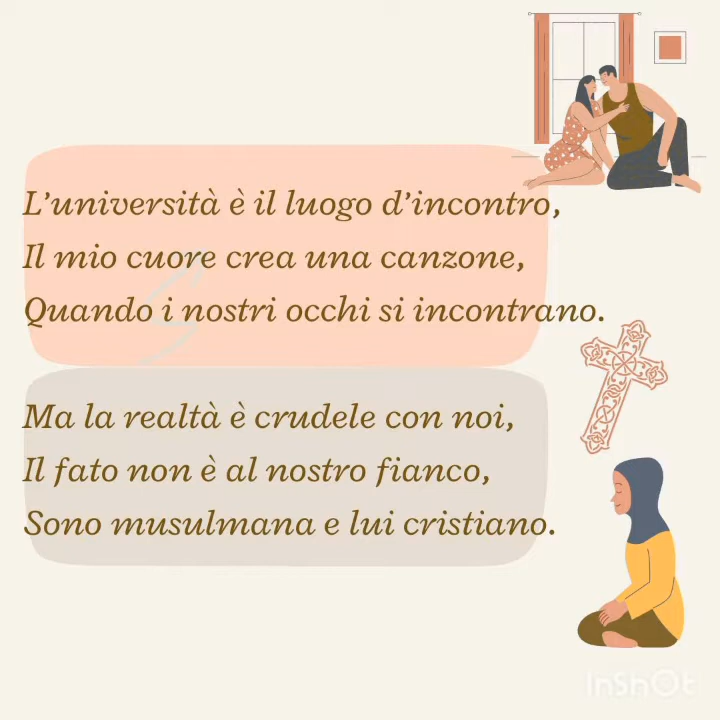 L’università è il luogo d’incontro,
Il mio cuore crea una canzone,
Quando i nostri occhi si incontrano.
Ma la realtà è crudele con noi,
Il fato non è al nostro fianco,
Sono musulmana e lui cristiano.
InShOt